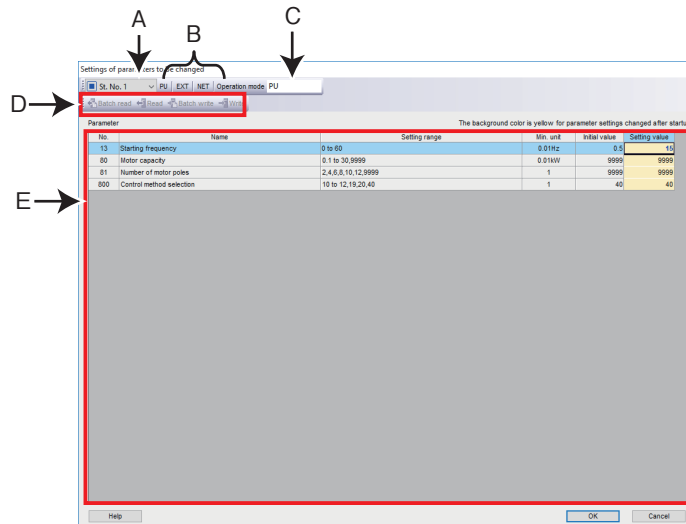 A
B
C
Settings of parameters to be changed
St. No. 1 PU EXT NET Operation mode PU
D
Batch read Read Batch write Write
Parameter The background color is yellow for parameter settings changed after startu
No. Name Setting range Min. unit Initial value Setting value
13 Starting frequency 0 to 60 0.01Hz 0.5 15
80 Motor capacity 0.1 to 30,9999 0.01kW 9999 9999
81 Number of motor poles 2,4,6,8,10,12,9999 1 9999 9999
800 Control method selection 10 to 12,19,20,40 1 40 40
E
Help OK Cancel